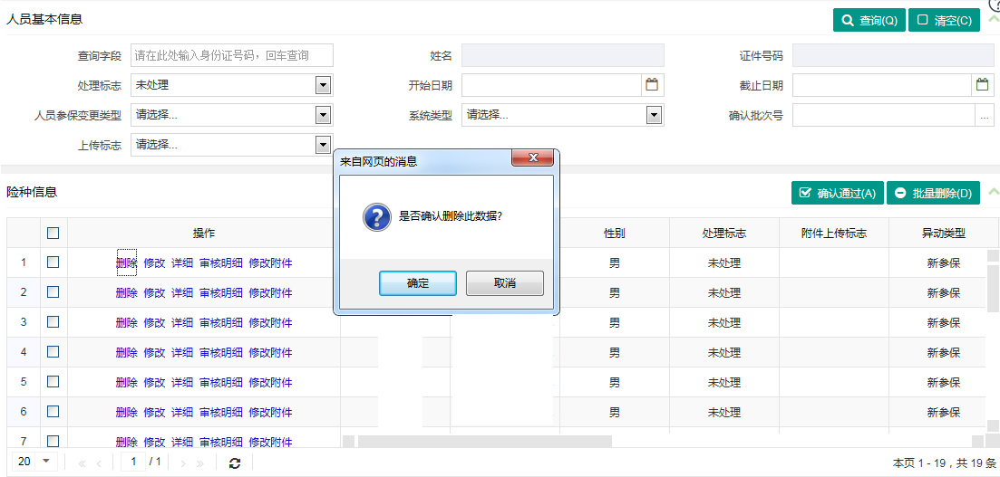 人员基本信息 查询(Q) 清空(C)
查询字段 请在此处输入身份证号码，回车查询 姓名 证件号码
处理标志 未处理 开始日期 截止日期
人员参保变更类型 请选择... 系统类型 请选择... 确认批次号 ...
上传标志 请选择...
来自网页的消息
是否确认删除此数据?
确定 取消
险种信息 确认通过(A) 批量删除(D)
操作 性别 处理标志 附件上传标志 异动类型
1 删除 修改 详细 审核明细 修改附件 男 未处理 新参保
2 删除 修改 详细 审核明细 修改附件 男 未处理 新参保
3 删除 修改 详细 审核明细 修改附件 男 未处理 新参保
4 删除 修改 详细 审核明细 修改附件 男 未处理 新参保
5 删除 修改 详细 审核明细 修改附件 男 未处理 新参保
6 删除 修改 详细 审核明细 修改附件 男 未处理 新参保
7 删除 修改 详细 审核明细 修改附件
20 1 / 1 本页 1 - 19，共 19 条